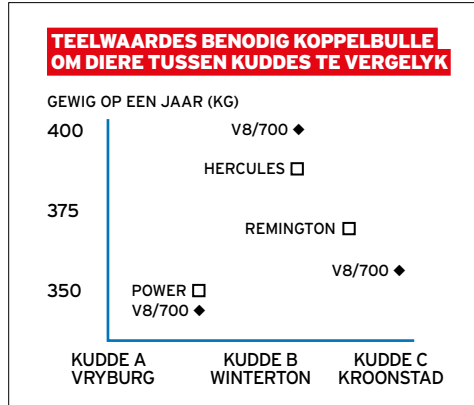 TEELWAARDES BENODIG KOPPELBULLE
OM DIERE TUSSEN KUDDES TE VERGELYK
GEWIG OP EEN JAAR (KG)
400
V8/700
HERCULES
375
REMINGTON
V8/700
350
POWER
V8/700
KUDDE A
VRYBURG
KUDDE B
WINTERTON
KUDDE C
KROONSTAD